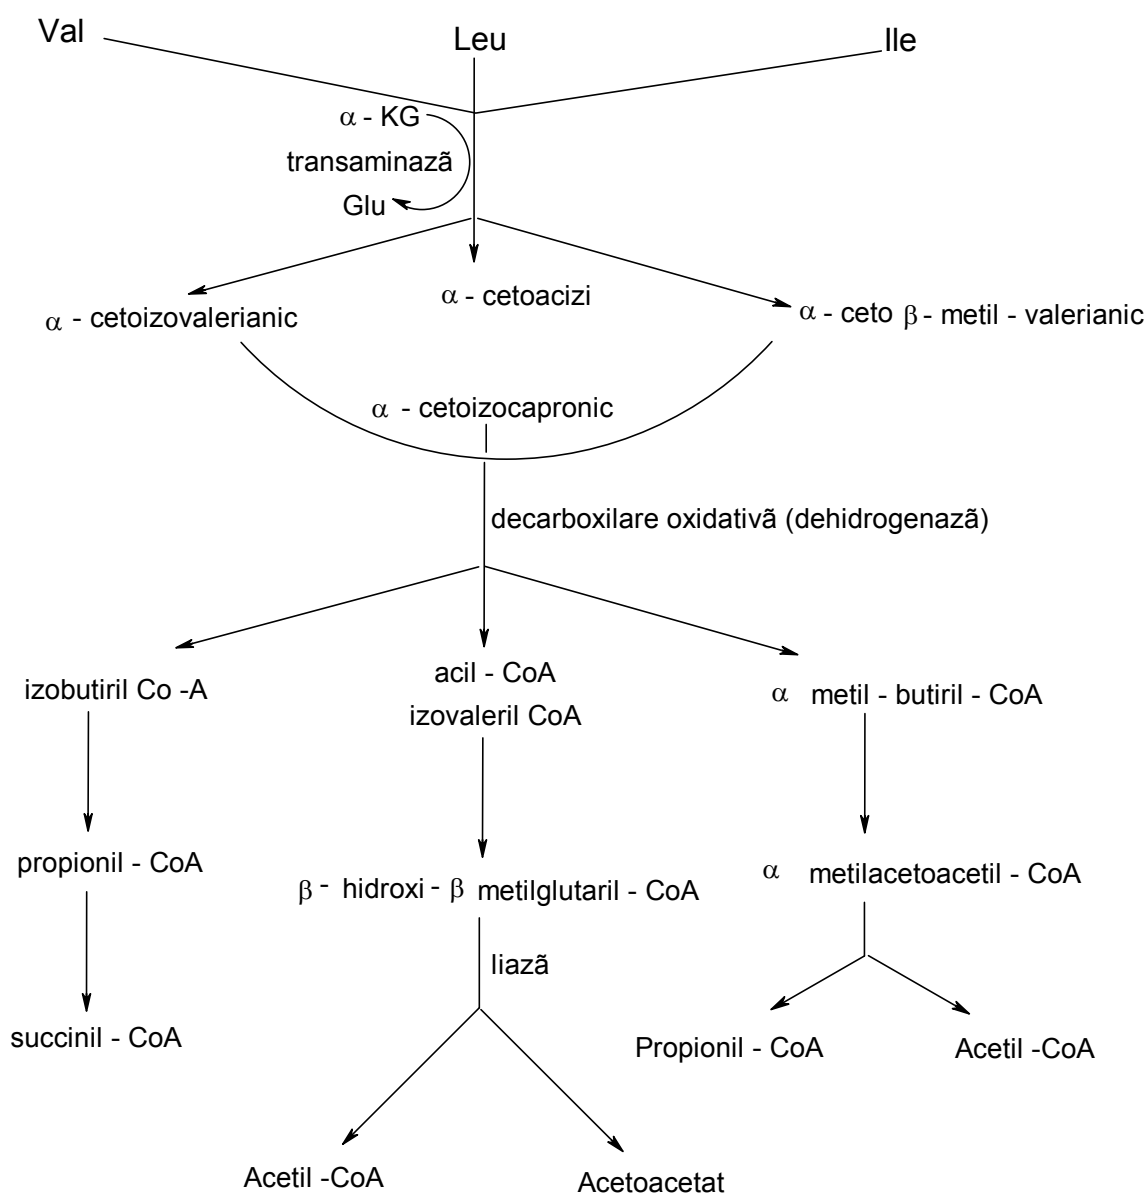 Val
Leu
Ile
α - KG
transaminază
Glu
α - cetoizovalerianic
α - cetoacizi
α - ceto β - metil - valerianic
α - cetoizocapronic
decarboxilare oxidativã (dehidrogenazã)
izobutiril Co -A
acil - CoA
izovaleril CoA
α metil - butiril - CoA
propionil - CoA
β - hidroxi - β metilglutaril - CoA
α metilacetoacetil - CoA
liazã
succinil - CoA
Propionil - CoA
Acetil -CoA
Acetil -CoA
Acetoacetat